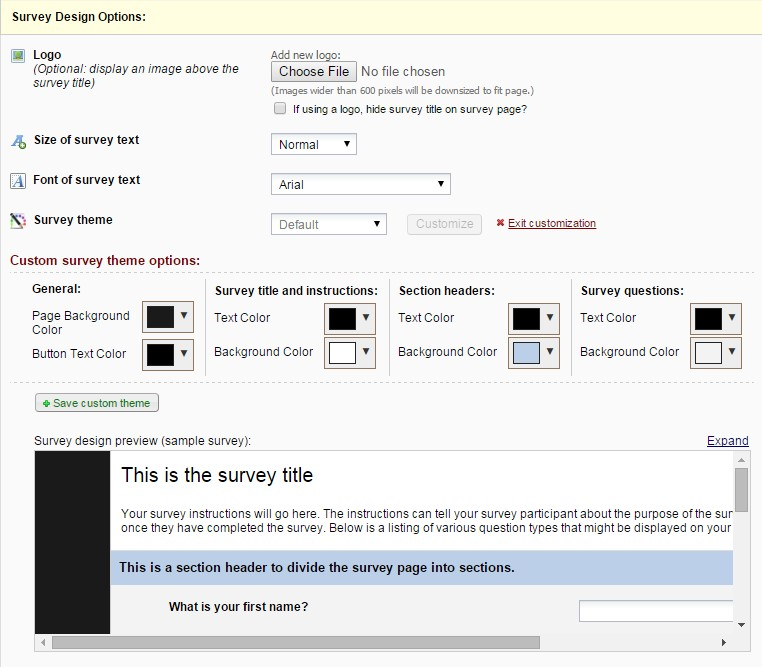 Survey Design Options:
Logo
(Optional: display an image above the
survey title)
Add new logo:
Choose File No file chosen
(Images wider than 600 pixels will be downsized to fit page.)
If using a logo, hide survey title on survey page?
Size of survey text
Normal
Font of survey text
Arial
Survey theme
Default
Customize
Exit customization
Custom survey theme options:
General:
Page Background
Color
Button Text Color
Survey title and instructions:
Text Color
Background Color
Section headers:
Text Color
Background Color
Survey questions:
Text Color
Background Color
Save custom theme
Survey design preview (sample survey):
Expand
This is the survey title
Your survey instructions will go here. The instructions can tell your survey participant about the purpose of the sur
once they have completed the survey. Below is a listing of various question types that might be displayed on your
This is a section header to divide the survey page into sections.
What is your first name?